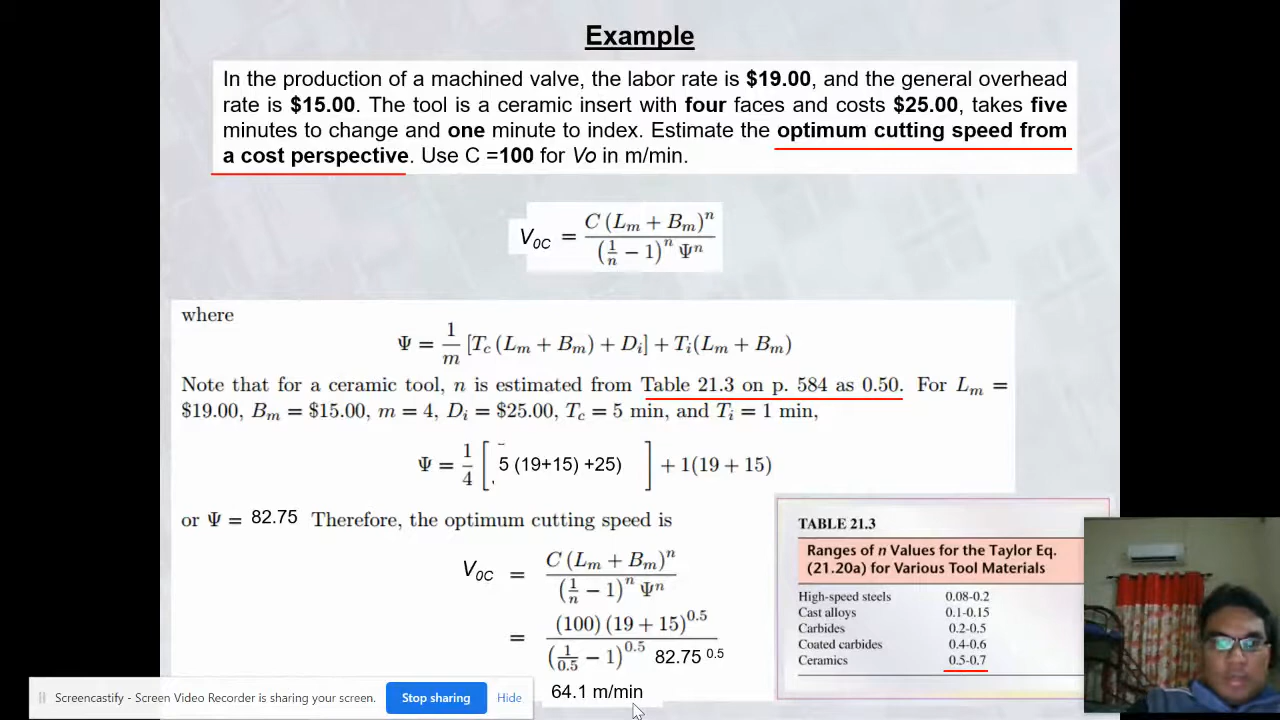 Example
In the production of a machined valve, the labor rate is $19.00, and the general overhead
rate is $15.00. The tool is a ceramic insert with four faces and costs $25.00, takes five
minutes to change and one minute to index. Estimate the optimum cutting speed from
a cost perspective. Use C =100 for Vo in m/min.
V₀C = C (Lₘ + Bₘ)ⁿ / (1/n − 1)ⁿ Ψⁿ
where
Ψ = 1/m [T_c (Lₘ + Bₘ) + Dᵢ] + Tᵢ(Lₘ + Bₘ)
Note that for a ceramic tool, n is estimated from Table 21.3 on p. 584 as 0.50. For Lₘ =
$19.00, Bₘ = $15.00, m = 4, Dᵢ = $25.00, T_c = 5 min, and Tᵢ = 1 min,
Ψ = 1/4 [ 5 (19+15) +25) ] + 1(19 + 15)
or Ψ = 82.75 Therefore, the optimum cutting speed is
V₀C = C (Lₘ + Bₘ)ⁿ / (1/n − 1)ⁿ Ψⁿ
= (100) (19 + 15)^0.5 / (1/0.5 − 1)^0.5 82.75 ^0.5
64.1 m/min
TABLE 21.3
Ranges of n Values for the Taylor Eq.
(21.20a) for Various Tool Materials
High-speed steels 0.08-0.2
Cast alloys 0.1-0.15
Carbides 0.2-0.5
Coated carbides 0.4-0.6
Ceramics 0.5-0.7
Screencastify - Screen Video Recorder is sharing your screen. Stop sharing Hide